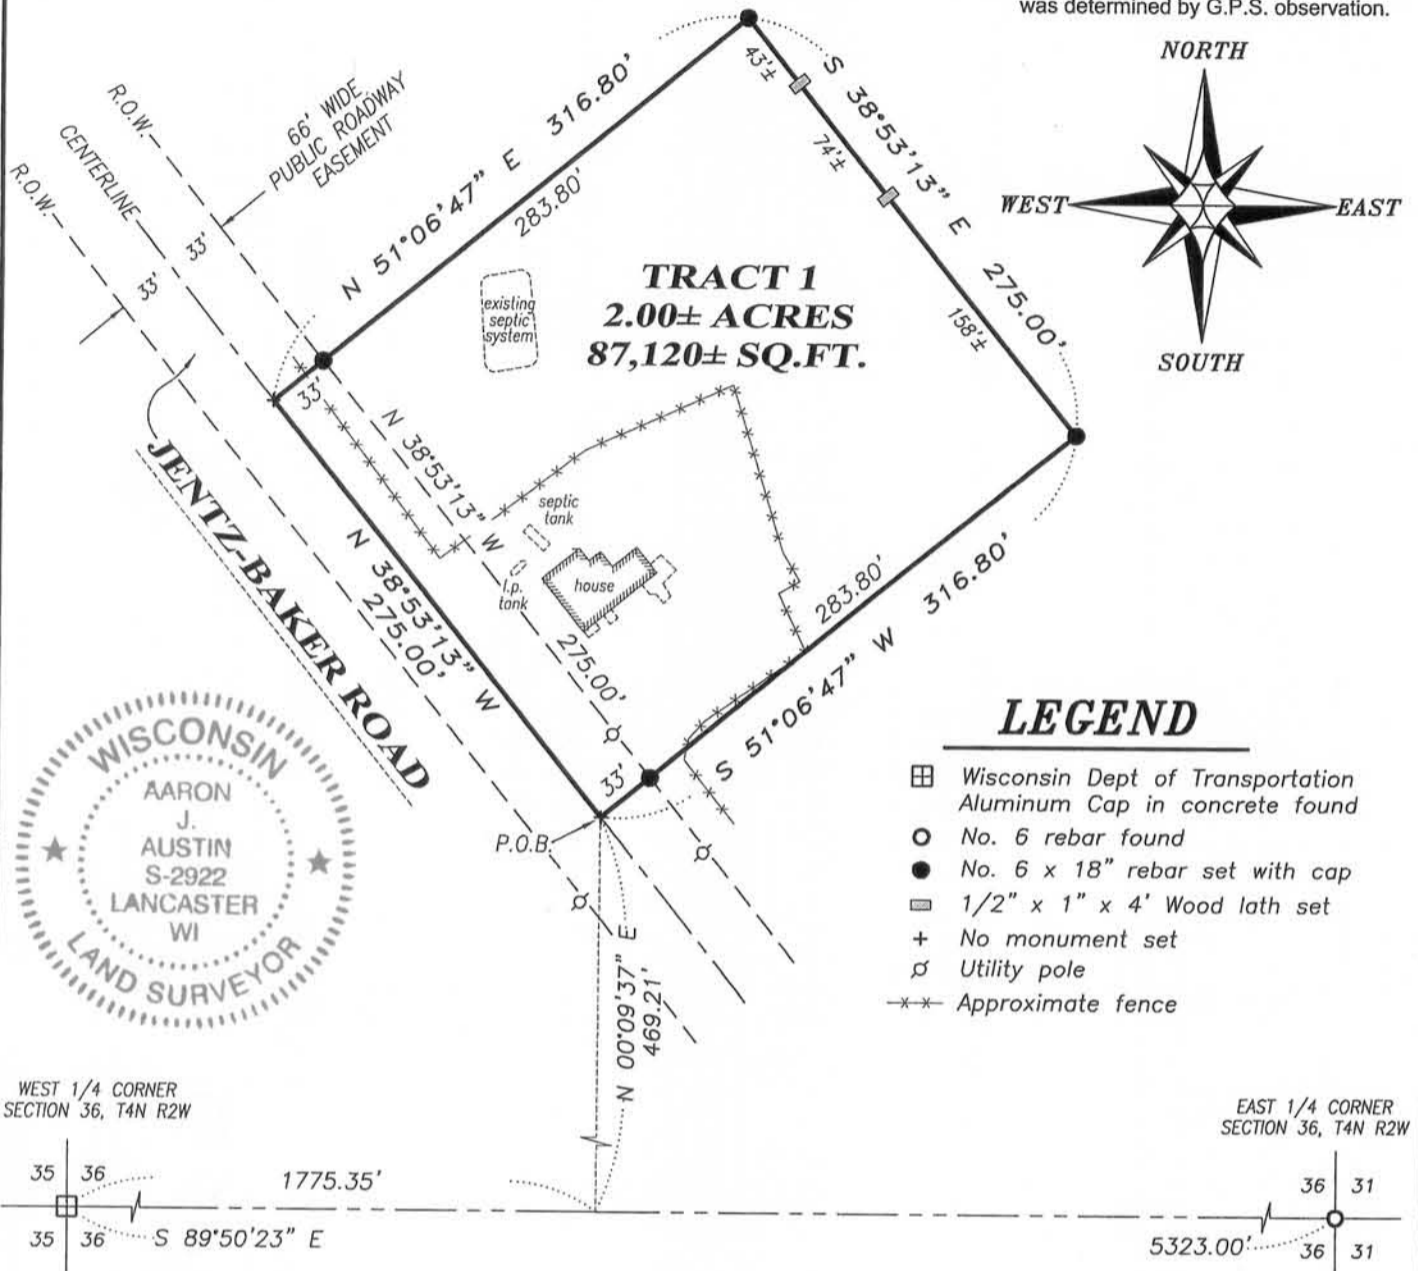 was determined by G.P.S. observation.
NORTH
WEST
EAST
SOUTH
R.O.W.
CENTERLINE
R.O.W.
66' WIDE
PUBLIC ROADWAY
EASEMENT
33'
33'
N 51°06'47" E 316.80'
283.80'
43'±
74'±
158'±
S 38°53'13" E 275.00'
existing
septic
system
TRACT 1
2.00± ACRES
87,120± SQ.FT.
33'
N 38°53'13" W
275.00'
septic
tank
l.p.
tank
house
283.80'
S 51°06'47" W 316.80'
N 38°53'13" W
275.00'
JENTZ-BAKER ROAD
33'
P.O.B.
N 00°09'37" E
469.21'
WISCONSIN
AARON
J.
AUSTIN
S-2922
LANCASTER
WI
LAND SURVEYOR
LEGEND
Wisconsin Dept of Transportation
Aluminum Cap in concrete found
No. 6 rebar found
No. 6 x 18" rebar set with cap
1/2" x 1" x 4' Wood lath set
No monument set
Utility pole
Approximate fence
WEST 1/4 CORNER
SECTION 36, T4N R2W
35 36
35 36
1775.35'
S 89°50'23" E
EAST 1/4 CORNER
SECTION 36, T4N R2W
36 31
5323.00'
36 31